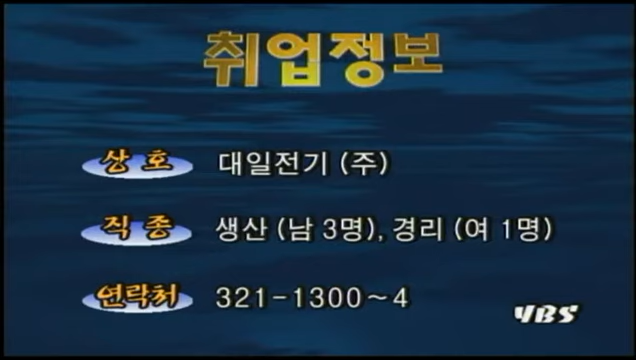 취업정보
상 호 대일전기 (주)
직 종 생산 (남 3명), 경리 (여 1명)
연락처 321-1300~4
YBS